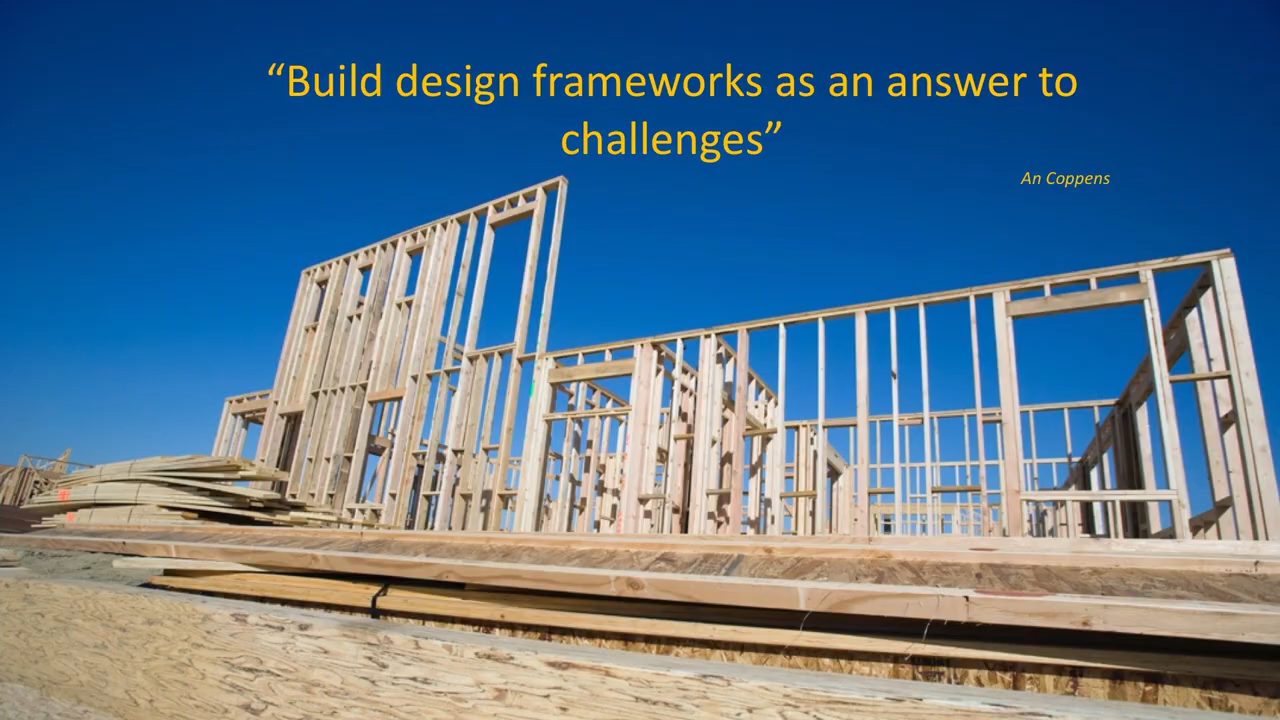 “Build design frameworks as an answer to
challenges”
An Coppens